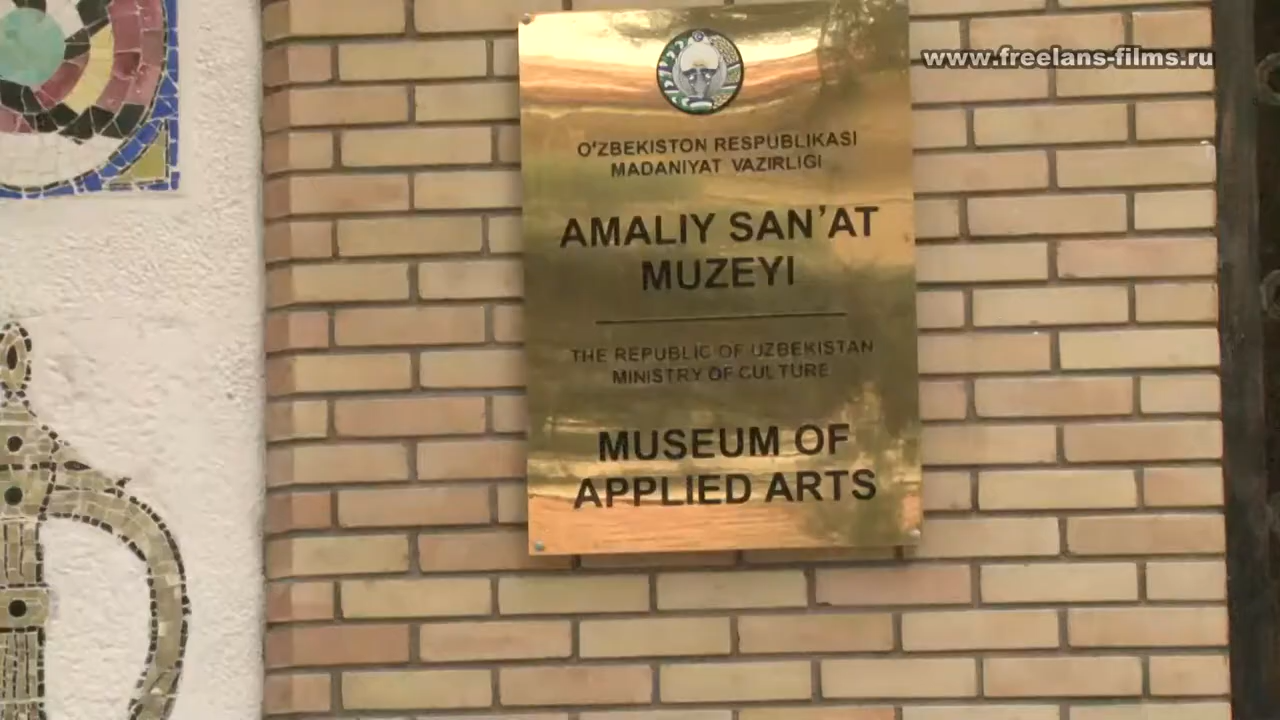 www.freelans-films.ru
OʻZBEKISTON RESPUBLIKASI
MADANIYAT VAZIRLIGI
AMALIY SAN’AT
MUZEYI
THE REPUBLIC OF UZBEKISTAN
MINISTRY OF CULTURE
MUSEUM OF
APPLIED ARTS